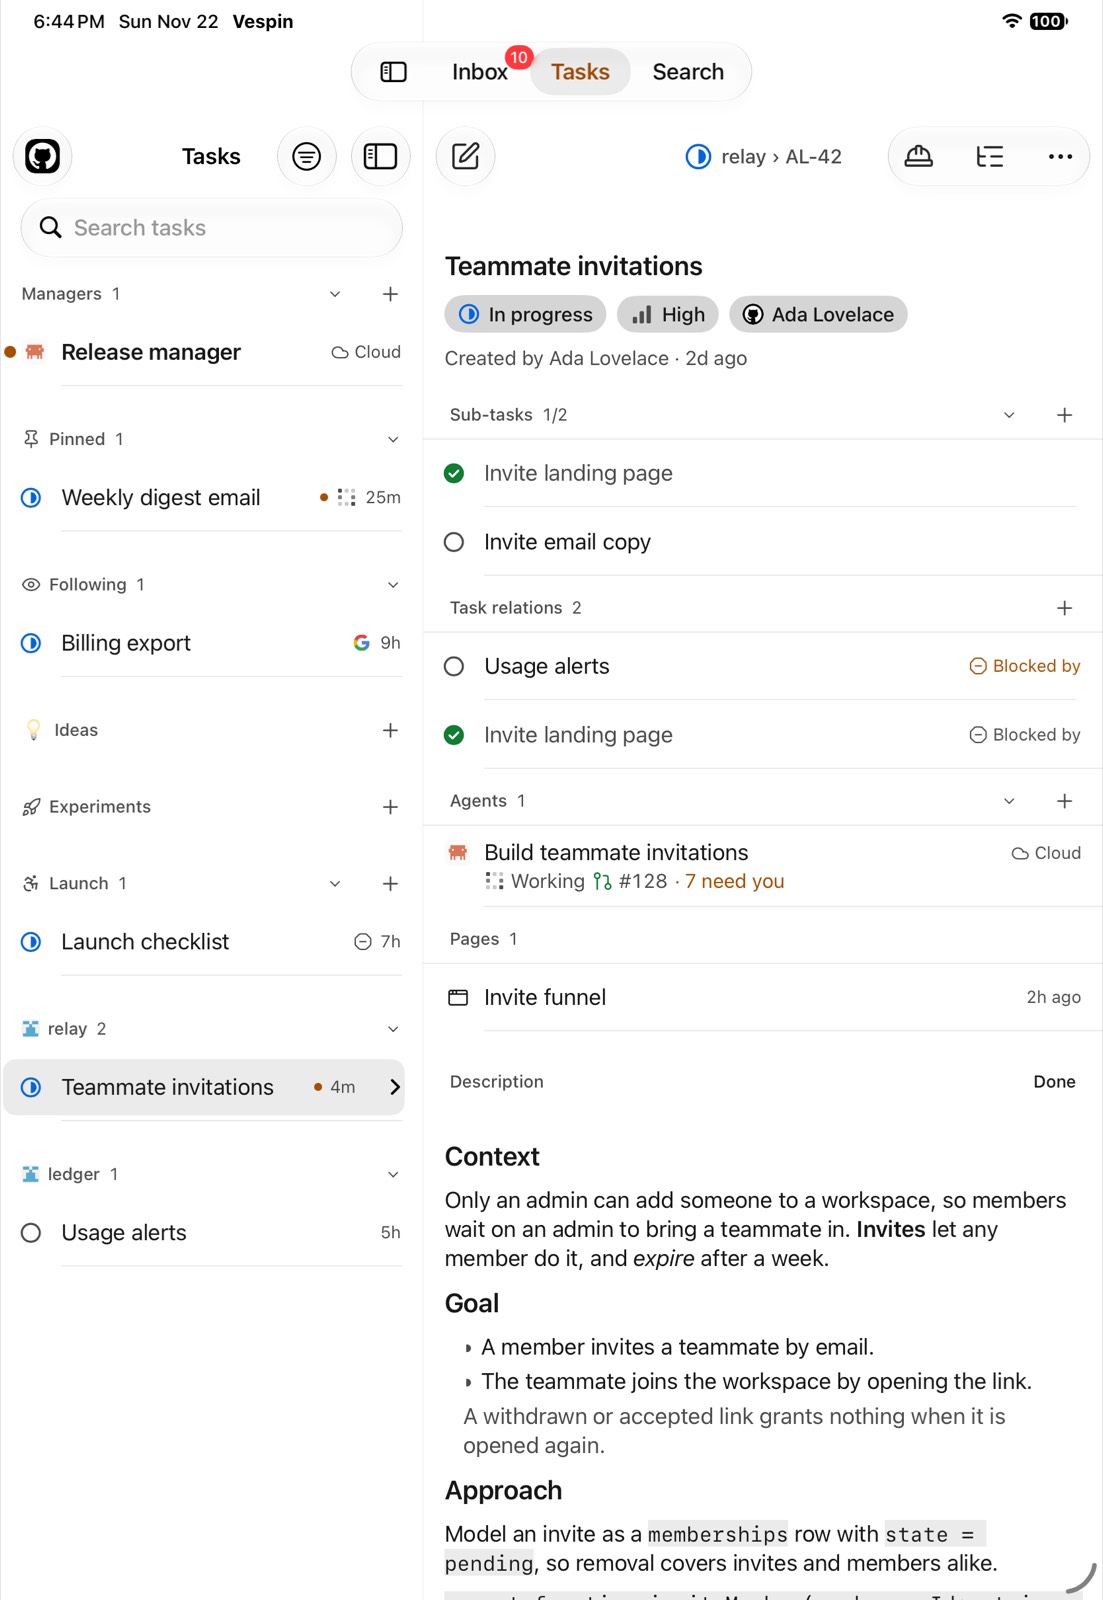 6:44 PM Sun Nov 22 Vespin
100
Inbox 10 Tasks Search
Tasks
Search tasks
Managers 1
Release manager Cloud
Pinned 1
Weekly digest email 25m
Following 1
Billing export 9h
Ideas
Experiments
Launch 1
Launch checklist 7h
relay 2
Teammate invitations 4m
ledger 1
Usage alerts 5h
relay › AL-42
Teammate invitations
In progress High Ada Lovelace
Created by Ada Lovelace · 2d ago
Sub-tasks 1/2
Invite landing page
Invite email copy
Task relations 2
Usage alerts Blocked by
Invite landing page Blocked by
Agents 1
Build teammate invitations Cloud
Working #128 · 7 need you
Pages 1
Invite funnel 2h ago
Description Done
Context
Only an admin can add someone to a workspace, so members
wait on an admin to bring a teammate in. Invites let any
member do it, and expire after a week.
Goal
A member invites a teammate by email.
The teammate joins the workspace by opening the link.
A withdrawn or accepted link grants nothing when it is
opened again.
Approach
Model an invite as a memberships row with state =
pending, so removal covers invites and members alike.